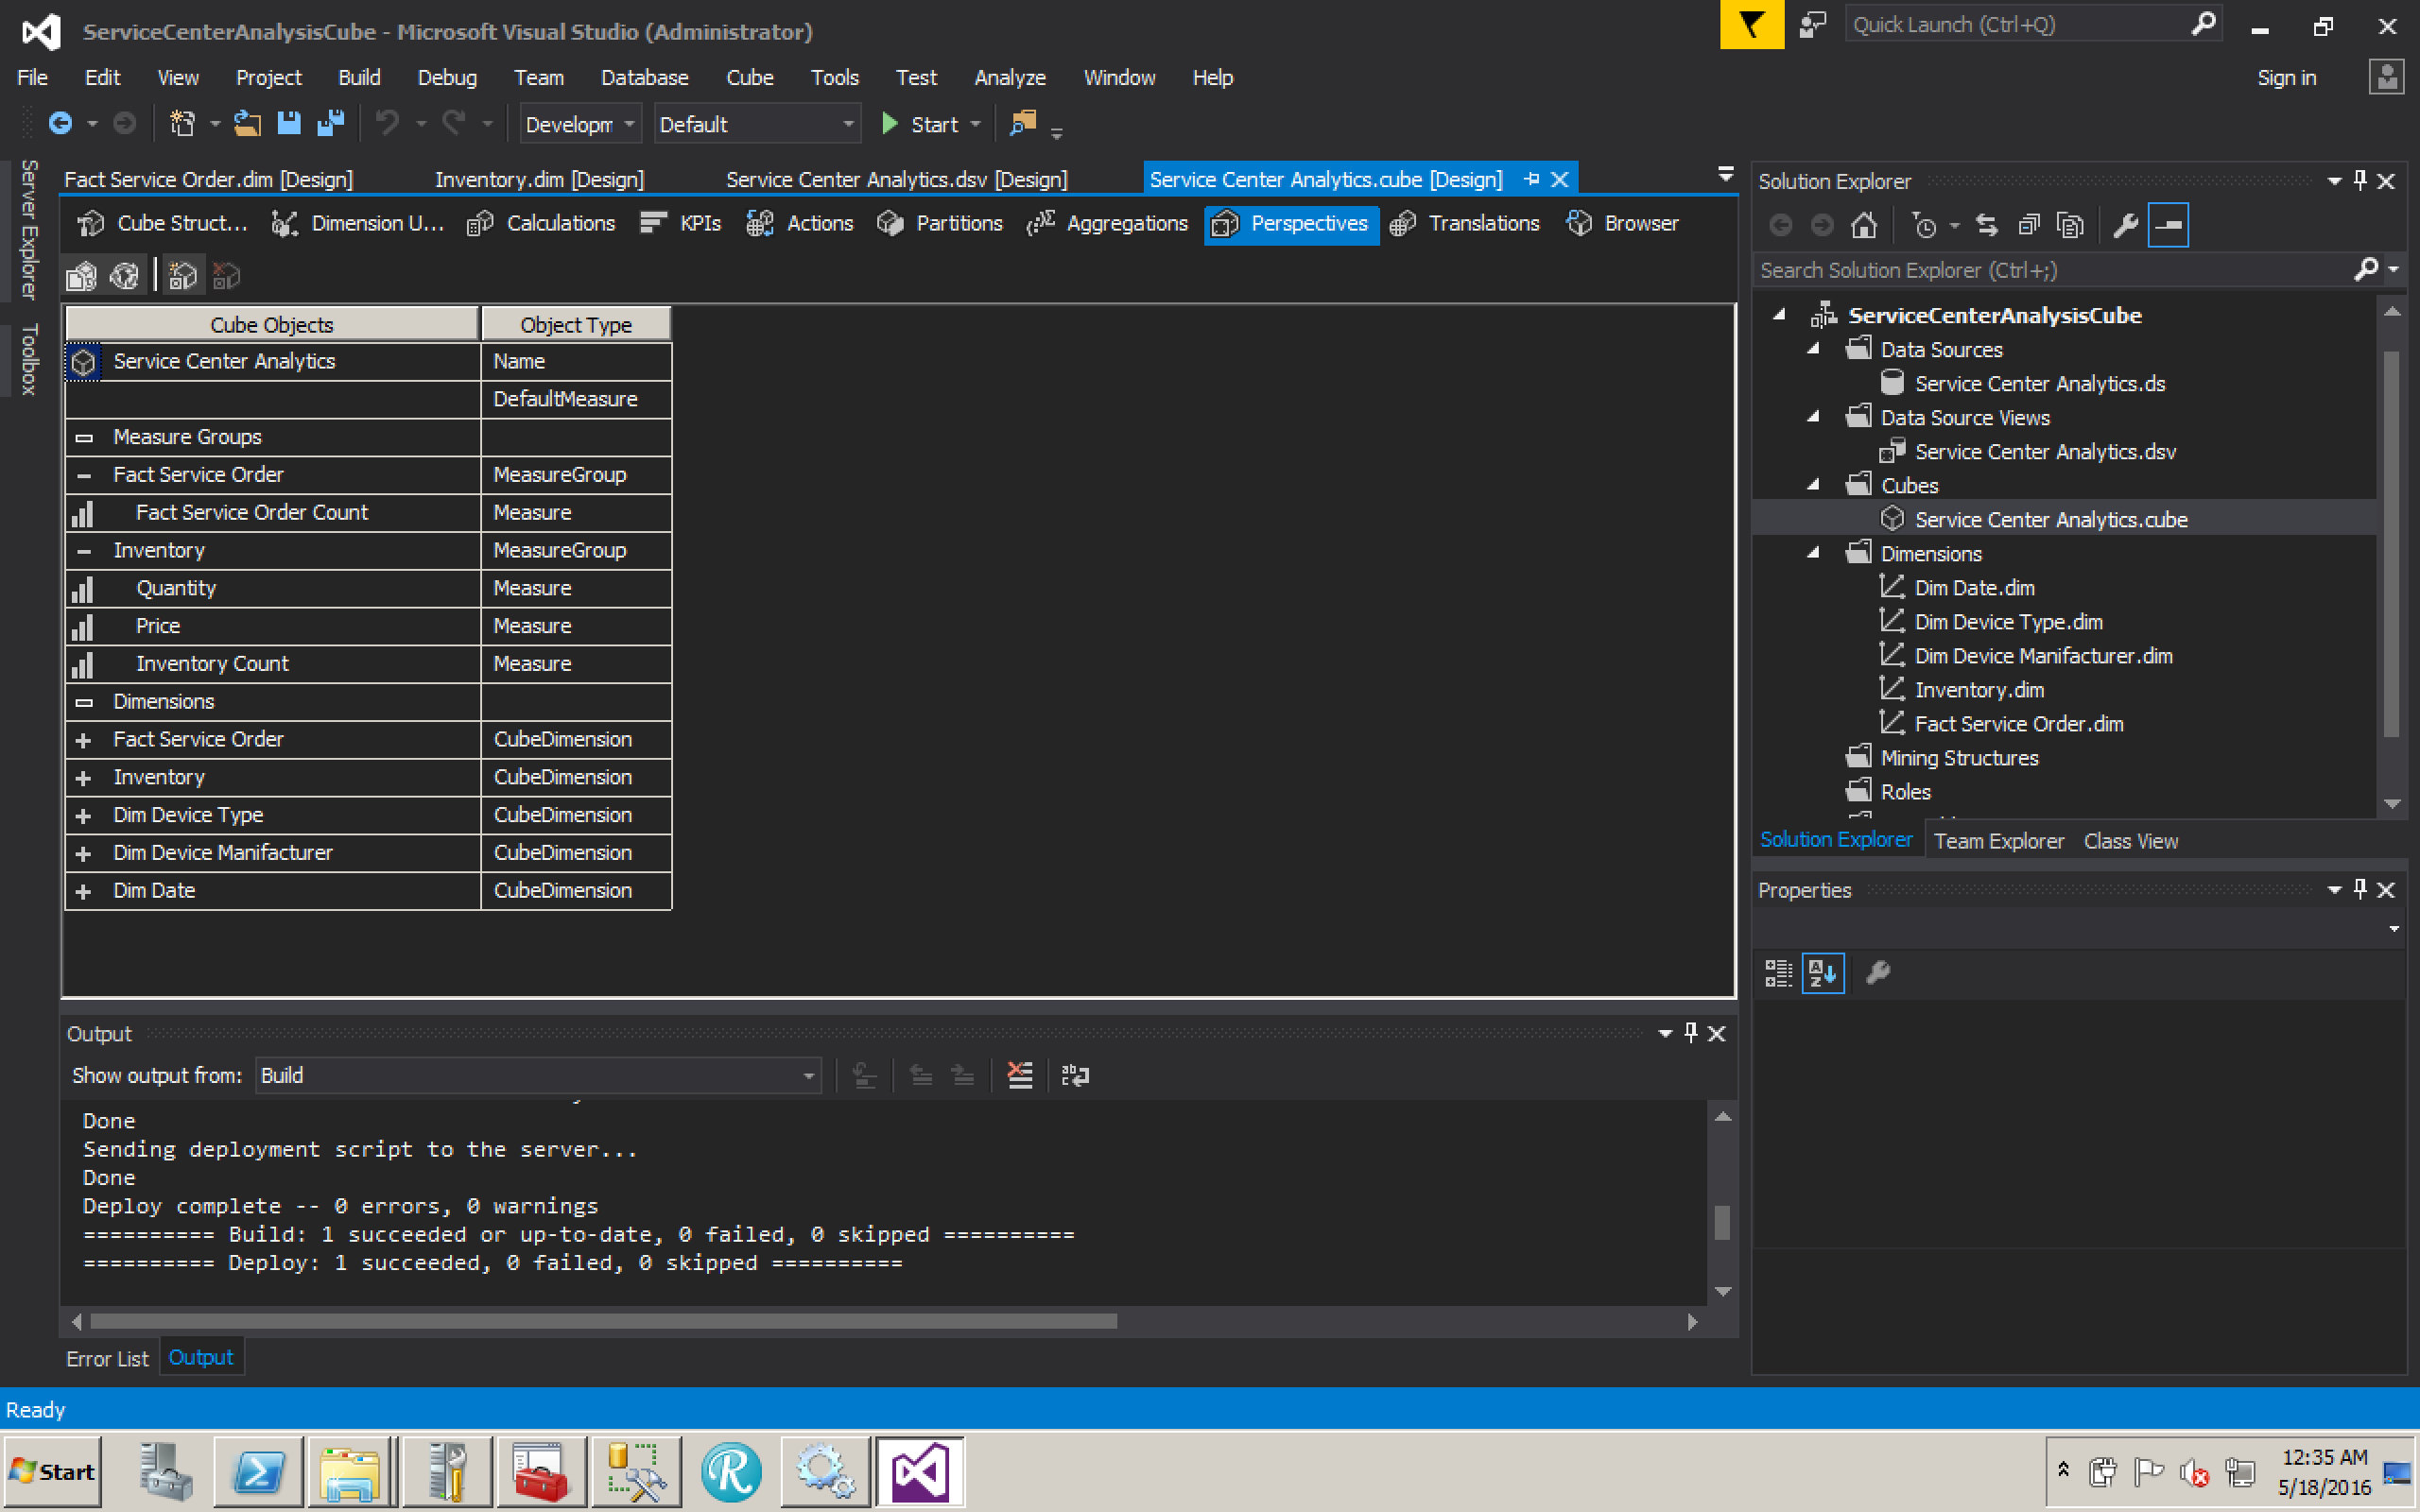 ServiceCenterAnalysisCube - Microsoft Visual Studio (Administrator)
Quick Launch (Ctrl+Q)
File Edit View Project Build Debug Team Database Cube Tools Test Analyze Window Help
Sign in
Developm Default Start
Server Explorer
Toolbox
Fact Service Order.dim [Design] Inventory.dim [Design] Service Center Analytics.dsv [Design] Service Center Analytics.cube [Design]
Cube Struct... Dimension U... Calculations KPIs Actions Partitions Aggregations Perspectives Translations Browser
Cube Objects Object Type
Service Center Analytics Name
DefaultMeasure
Measure Groups
Fact Service Order MeasureGroup
Fact Service Order Count Measure
Inventory MeasureGroup
Quantity Measure
Price Measure
Inventory Count Measure
Dimensions
Fact Service Order CubeDimension
Inventory CubeDimension
Dim Device Type CubeDimension
Dim Device Manifacturer CubeDimension
Dim Date CubeDimension
Output
Show output from: Build
Done
Sending deployment script to the server...
Done
Deploy complete -- 0 errors, 0 warnings
========== Build: 1 succeeded or up-to-date, 0 failed, 0 skipped ==========
========== Deploy: 1 succeeded, 0 failed, 0 skipped ==========
Error List Output
Solution Explorer
Search Solution Explorer (Ctrl+;)
ServiceCenterAnalysisCube
Data Sources
Service Center Analytics.ds
Data Source Views
Service Center Analytics.dsv
Cubes
Service Center Analytics.cube
Dimensions
Dim Date.dim
Dim Device Type.dim
Dim Device Manifacturer.dim
Inventory.dim
Fact Service Order.dim
Mining Structures
Roles
Solution Explorer Team Explorer Class View
Properties
Ready
Start
12:35 AM
5/18/2016